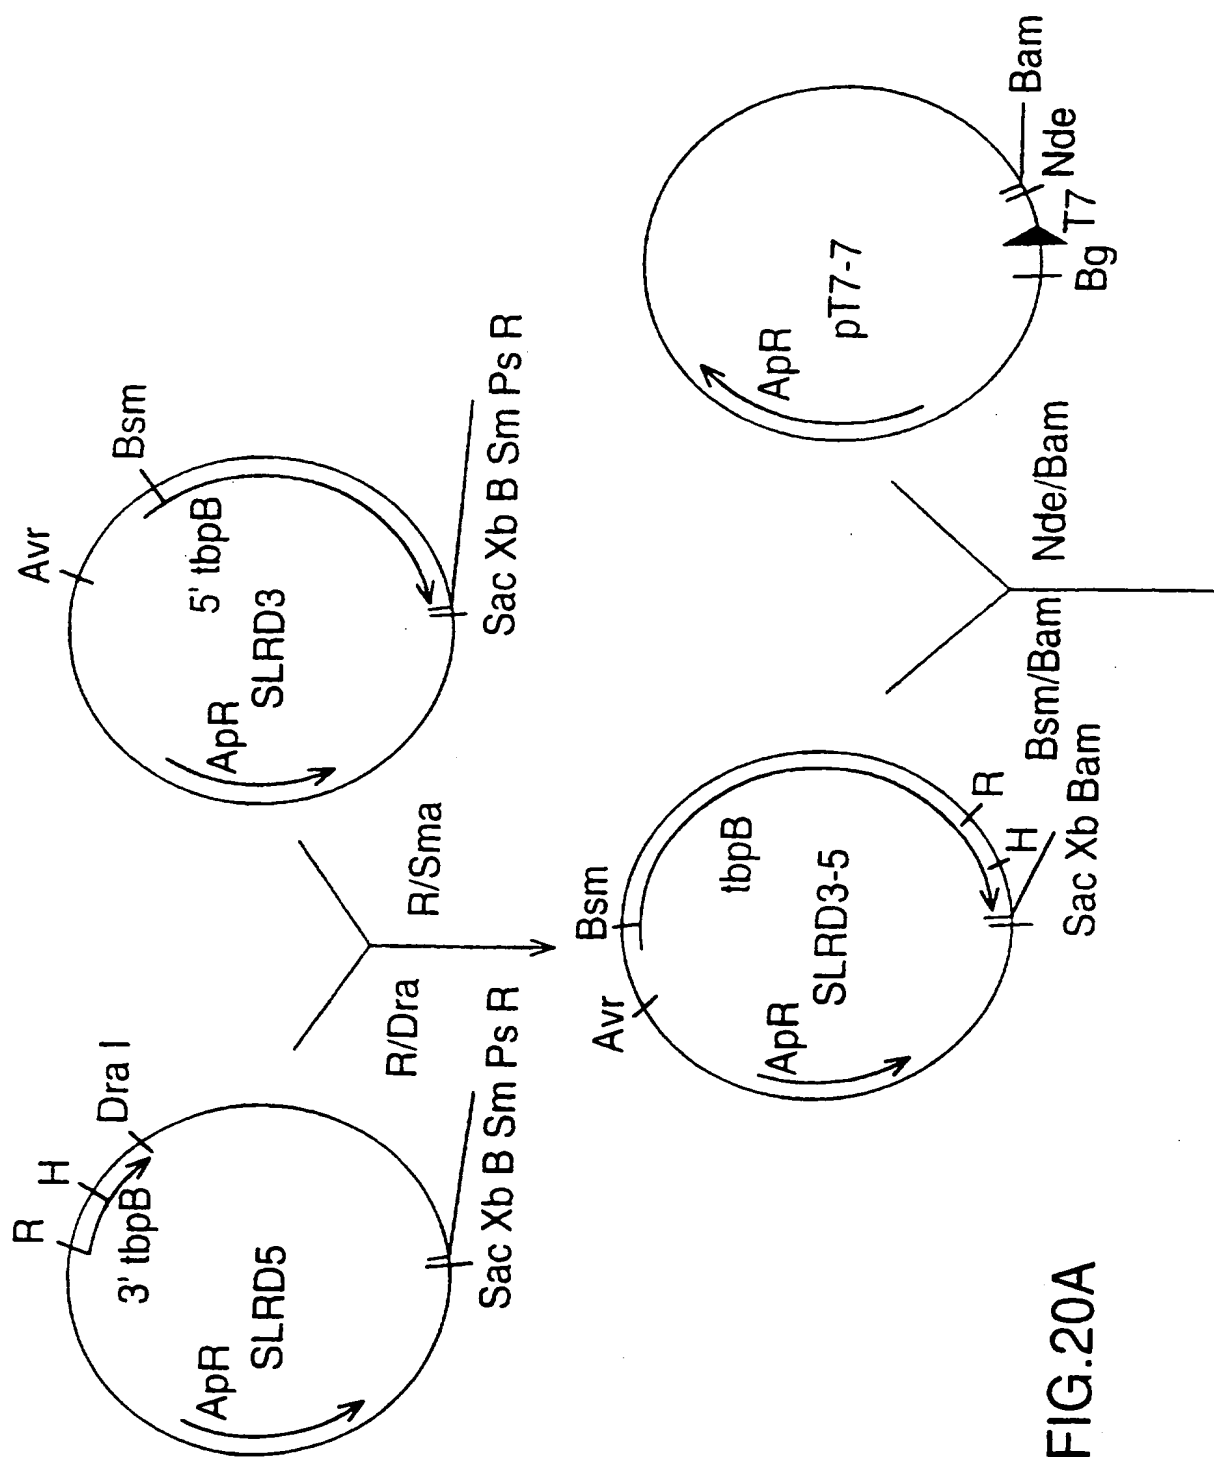 R
H
Dra I
3' tbpB
ApR
SLRD5
Sac Xb B Sm Ps R
Avr
Bsm
5' tbpB
ApR
SLRD3
Sac Xb B Sm Ps R
R/Dra
R/Sma
Avr
Bsm
tbpB
ApR
SLRD3-5
R
H
Sac Xb Bam
ApR
pT7-7
Bg
T7
Nde
Bam
Bsm/Bam
Nde/Bam
FIG.20A